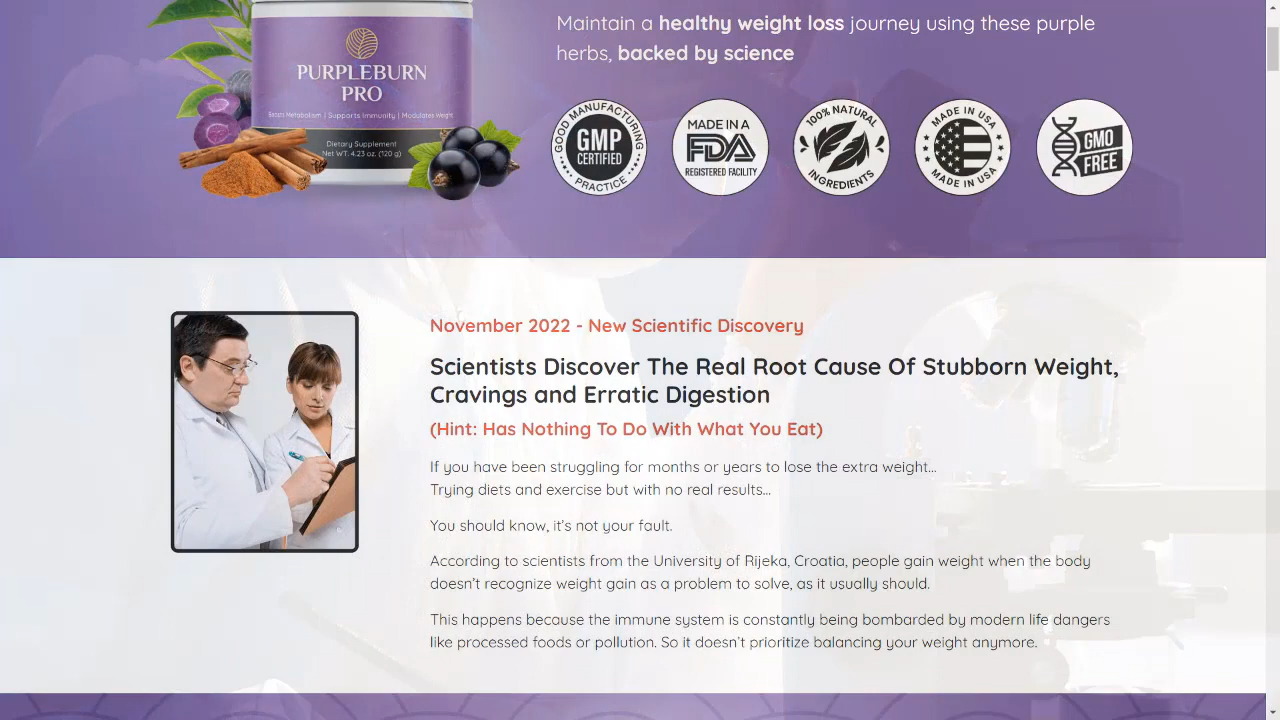 Maintain a healthy weight loss journey using these purple
herbs, backed by science
PURPLEBURN
PRO
Boosts Metabolism | Supports Immunity | Modulates Weight
Dietary Supplement
Net WT. 4.23 oz. (120 g)
GOOD MANUFACTURING
GMP
CERTIFIED
PRACTICE
MADE IN A
FDA
REGISTERED FACILITY
100% NATURAL
INGREDIENTS
MADE IN USA
MADE IN USA
GMO
FREE
November 2022 - New Scientific Discovery
Scientists Discover The Real Root Cause Of Stubborn Weight,
Cravings and Erratic Digestion
(Hint: Has Nothing To Do With What You Eat)
If you have been struggling for months or years to lose the extra weight...
Trying diets and exercise but with no real results...
You should know, it's not your fault.
According to scientists from the University of Rijeka, Croatia, people gain weight when the body
doesn't recognize weight gain as a problem to solve, as it usually should.
This happens because the immune system is constantly being bombarded by modern life dangers
like processed foods or pollution. So it doesn't prioritize balancing your weight anymore.